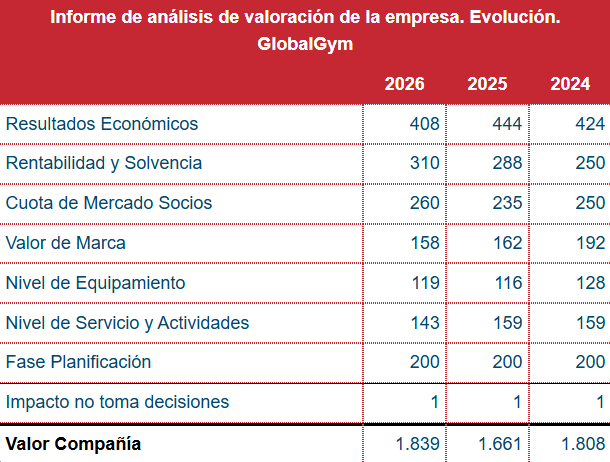 Informe de análisis de valoración de la empresa. Evolución.
GlobalGym
2026 2025 2024
Resultados Económicos 408 444 424
Rentabilidad y Solvencia 310 288 250
Cuota de Mercado Socios 260 235 250
Valor de Marca 158 162 192
Nivel de Equipamiento 119 116 128
Nivel de Servicio y Actividades 143 159 159
Fase Planificación 200 200 200
Impacto no toma decisiones 1 1 1
Valor Compañía 1.839 1.661 1.808